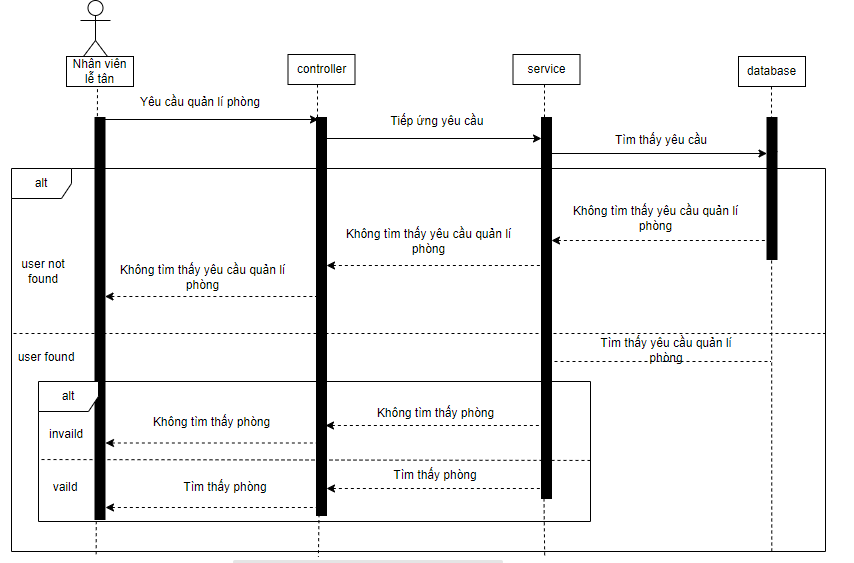 Nhân viên
lễ tân
controller
service
database
Yêu cầu quản lí phòng
Tiếp ứng yêu cầu
Tìm thấy yêu cầu
alt
Không tìm thấy yêu cầu quản lí
phòng
Không tìm thấy yêu cầu quản lí
phòng
Không tìm thấy yêu cầu quản lí
phòng
user not
found
user found
Tìm thấy yêu cầu quản lí
phòng
alt
Không tìm thấy phòng
Không tìm thấy phòng
invaild
Tìm thấy phòng
Tìm thấy phòng
vaild